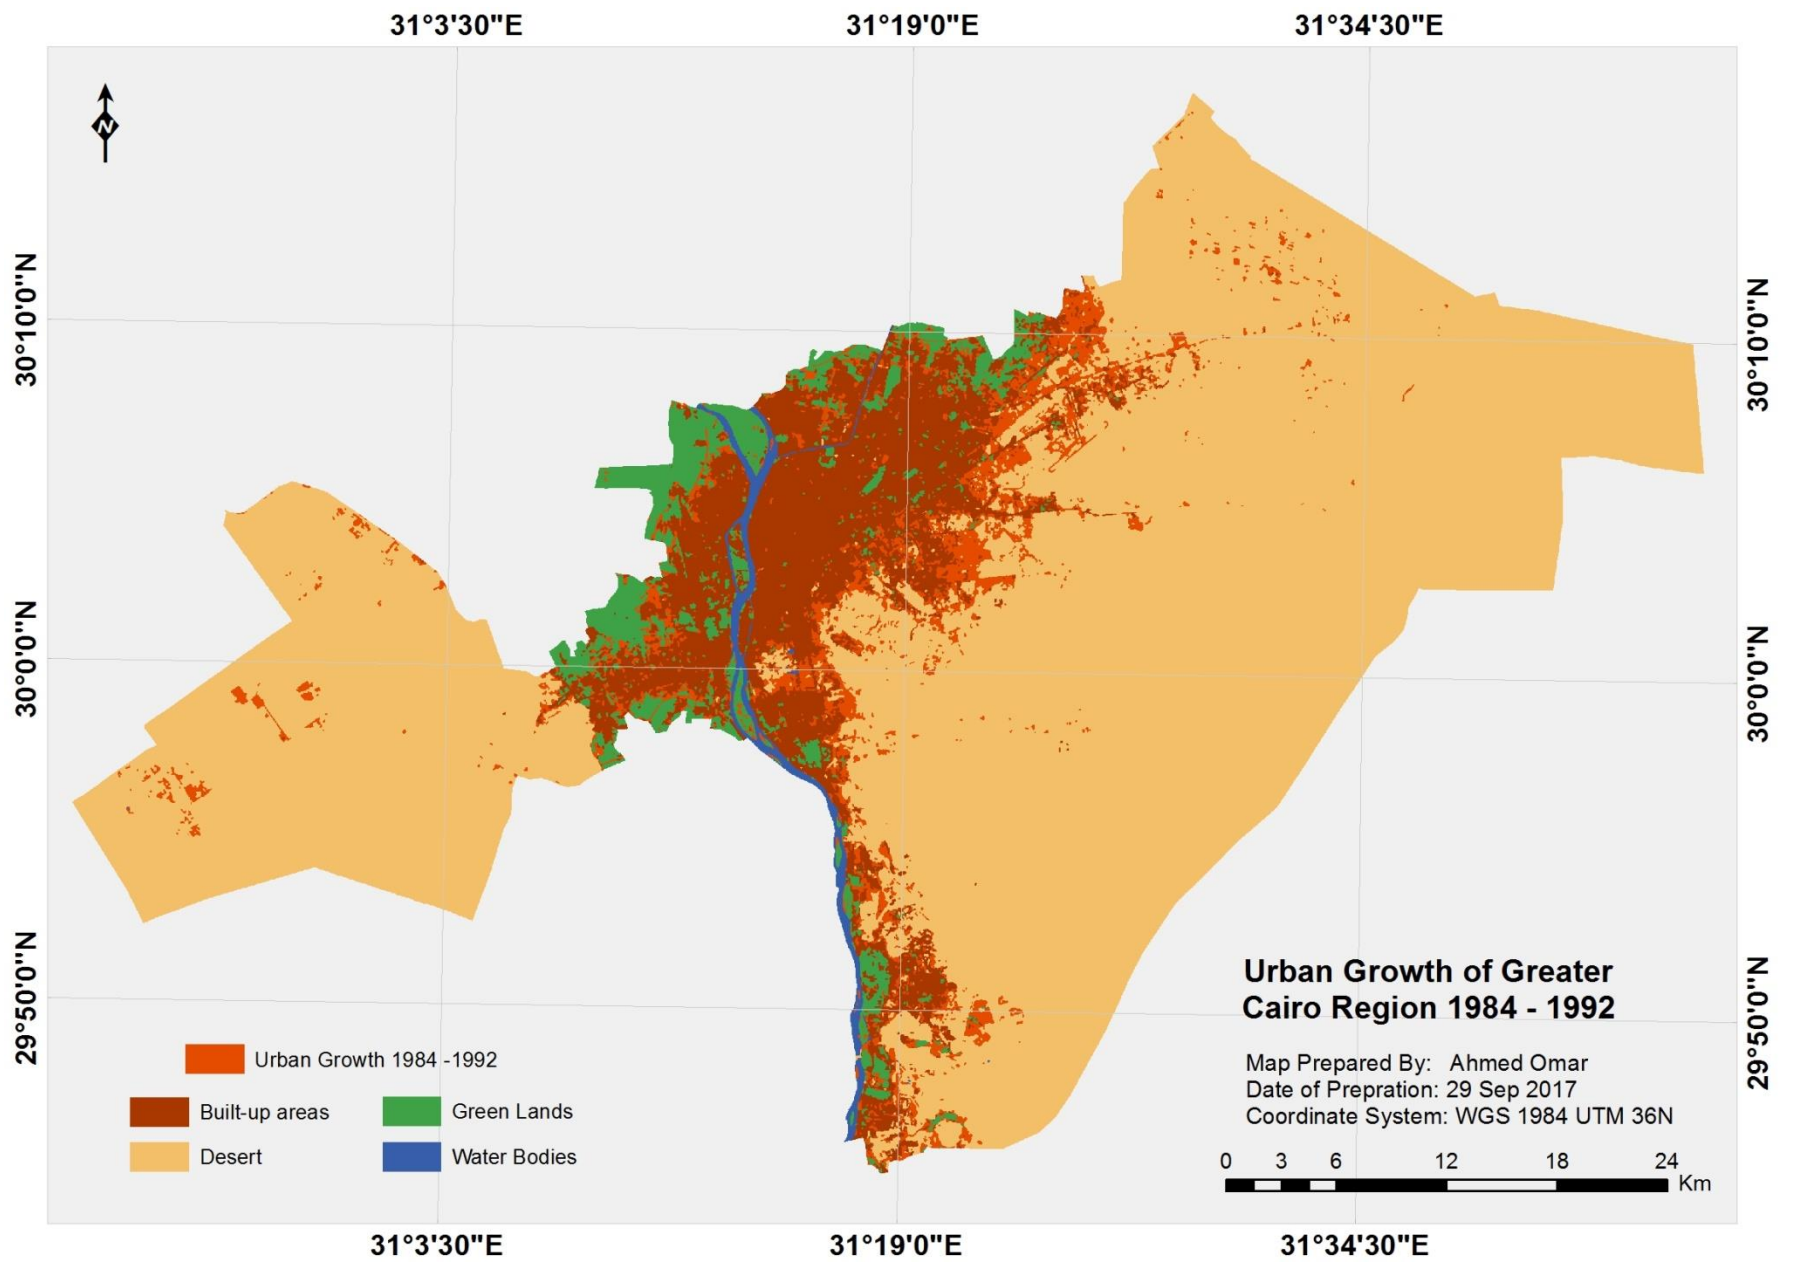 31°3'30"E 31°19'0"E 31°34'30"E
N
30°10'0"N
30°10'0"N
30°0'0"N
30°0'0"N
29°50'0"N
29°50'0"N
Urban Growth of Greater
Cairo Region 1984 - 1992
Map Prepared By: Ahmed Omar
Date of Prepration: 29 Sep 2017
Coordinate System: WGS 1984 UTM 36N
0 3 6 12 18 24
Km
Urban Growth 1984 -1992
Built-up areas
Green Lands
Desert
Water Bodies
31°3'30"E 31°19'0"E 31°34'30"E